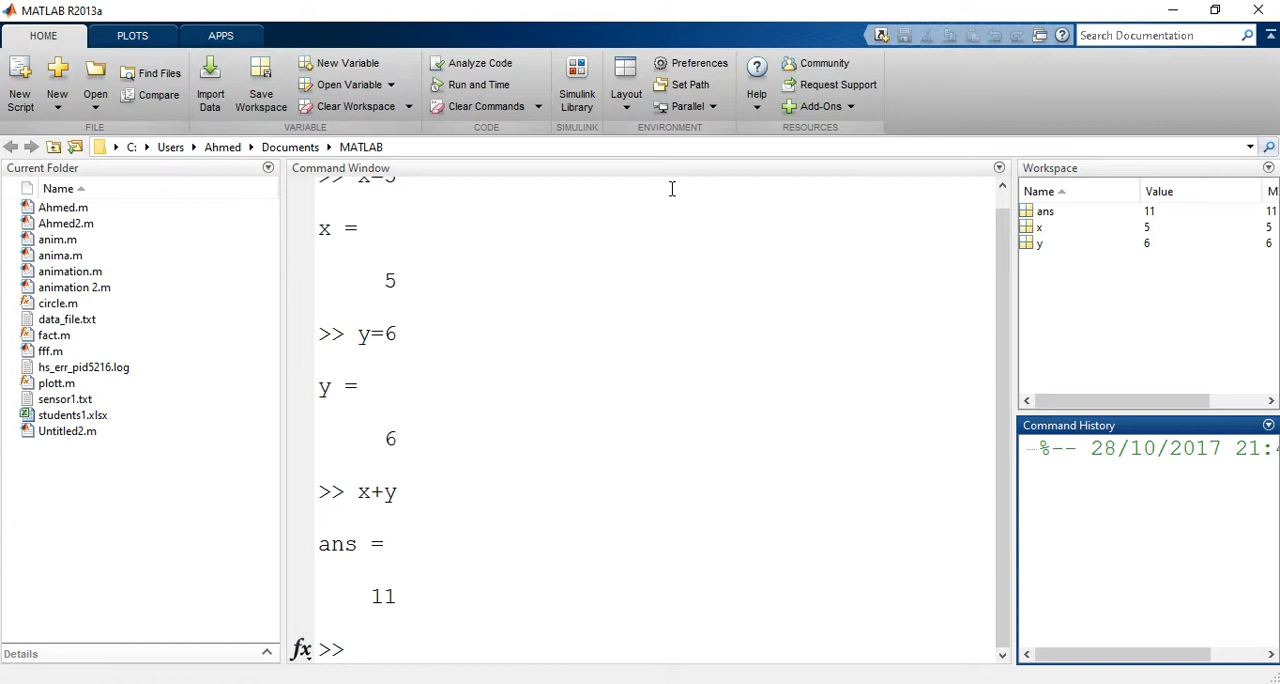 MATLAB R2013a
HOME PLOTS APPS
Search Documentation
New Script
New
Open
Find Files
Compare
Import Data
Save Workspace
New Variable
Open Variable
Clear Workspace
Analyze Code
Run and Time
Clear Commands
Simulink Library
Layout
Preferences
Set Path
Parallel
Help
Community
Request Support
Add-Ons
FILE VARIABLE CODE SIMULINK ENVIRONMENT RESOURCES
C: Users Ahmed Documents MATLAB
Current Folder
Name
Ahmed.m
Ahmed2.m
anim.m
anima.m
animation.m
animation 2.m
circle.m
data_file.txt
fact.m
fff.m
hs_err_pid5216.log
plott.m
sensor1.txt
students1.xlsx
Untitled2.m
Details
Command Window
>> x=5
x =
5
>> y=6
y =
6
>> x+y
ans =
11
fx >>
Workspace
Name Value M
ans 11 11
x 5 5
y 6 6
Command History
%-- 28/10/2017 21:4